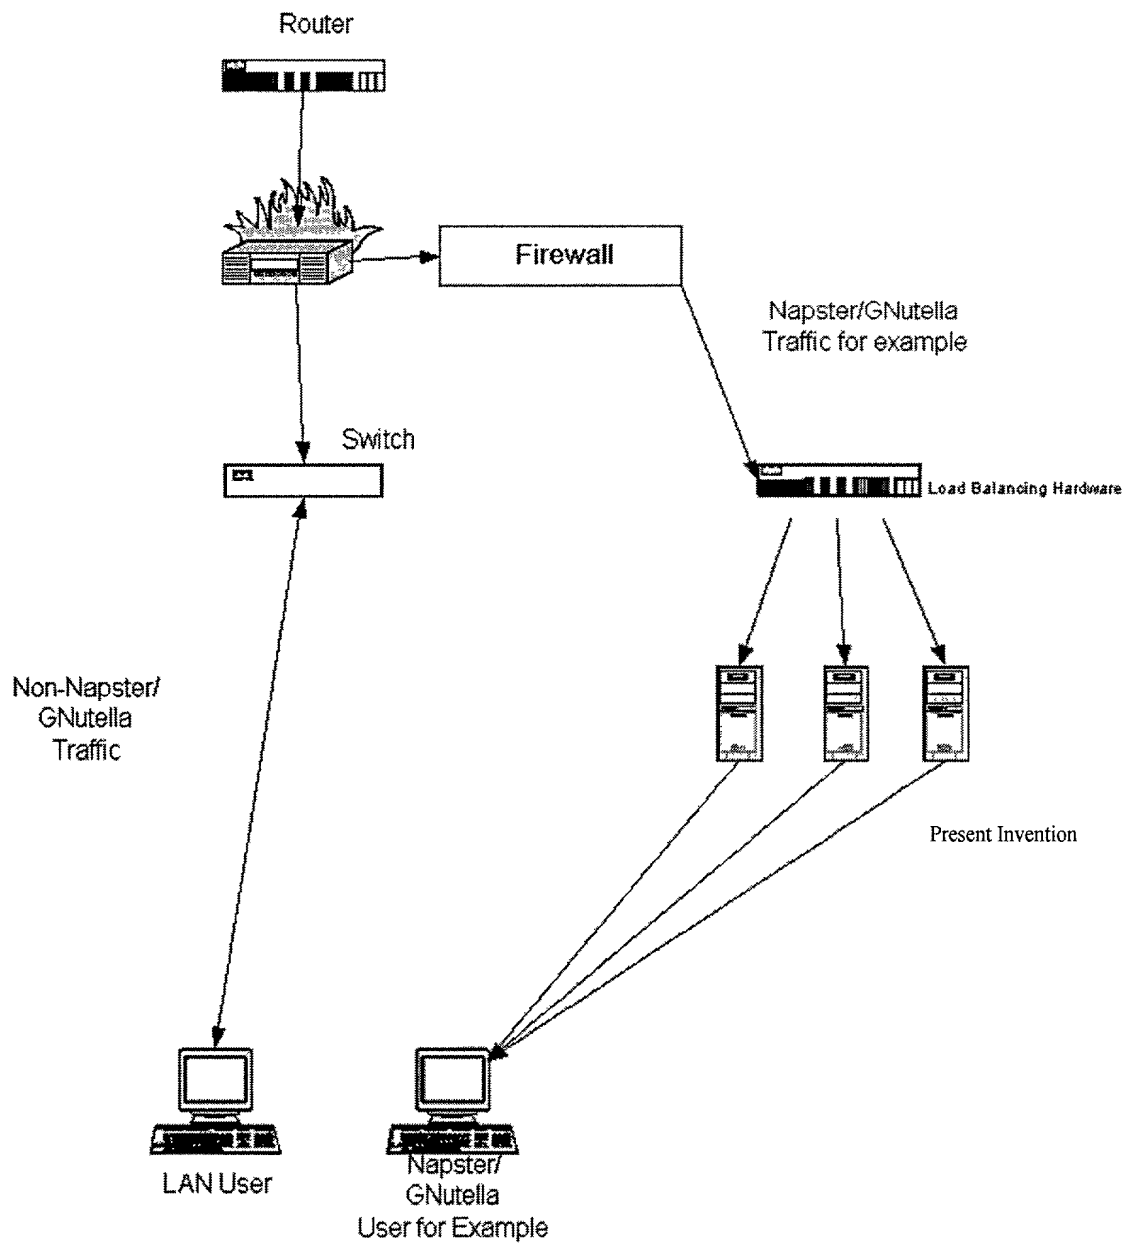 Router
Firewall
Napster/GNutella
Traffic for example
Switch
Load Balancing Hardware
Non-Napster/
GNutella
Traffic
Present Invention
LAN User
Napster/
GNutella
User for Example